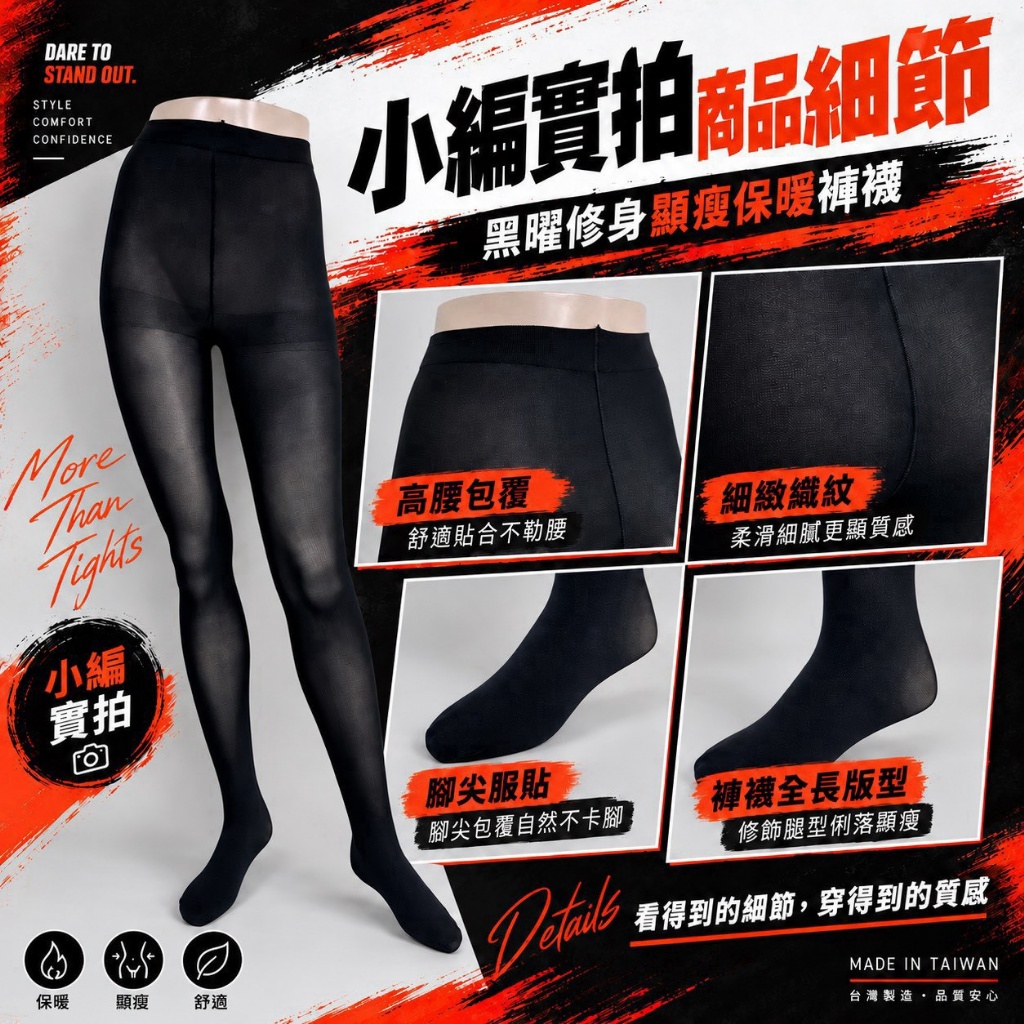 DARE TO
STAND OUT.
STYLE
COMFORT
CONFIDENCE
小編實拍商品細節
黑曜修身顯瘦保暖褲襪
高腰包覆
舒適貼合不勒腰
細緻織紋
柔滑細膩更顯質感
More
Than
Tights
小編
實拍
腳尖服貼
腳尖包覆自然不卡腳
褲襪全長版型
修飾腿型俐落顯瘦
Details
看得到的細節，穿得到的質感
保暖
顯瘦
舒適
MADE IN TAIWAN
台灣製造・品質安心